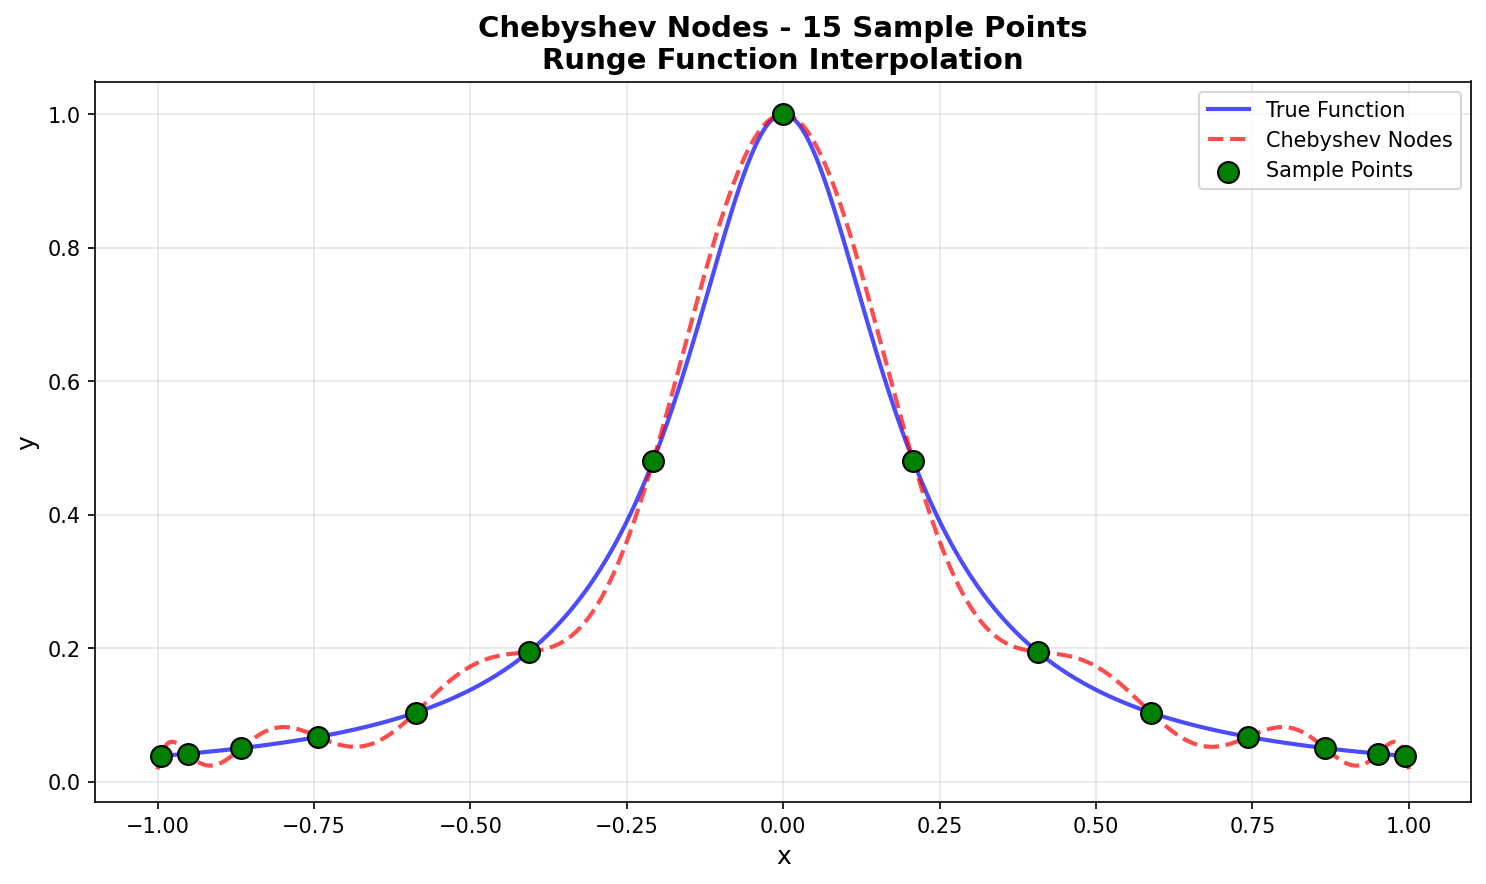 Chebyshev Nodes - 15 Sample Points
Runge Function Interpolation
True Function
Chebyshev Nodes
Sample Points
y
1.0
0.8
0.6
0.4
0.2
0.0
−1.00 −0.75 −0.50 −0.25 0.00 0.25 0.50 0.75 1.00
x